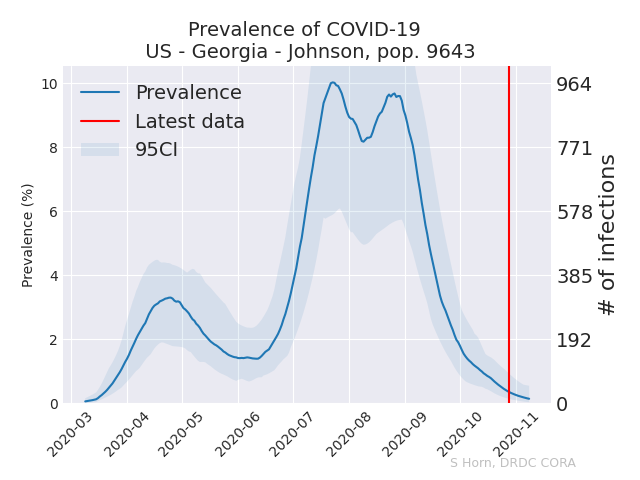 Prevalence of COVID-19
US - Georgia - Johnson, pop. 9643
Prevalence
Latest data
95CI
Prevalence (%)
10
8
6
4
2
0
964
771
578
385
192
0
# of infections
2020-03
2020-04
2020-05
2020-06
2020-07
2020-08
2020-09
2020-10
2020-11
S Horn, DRDC CORA